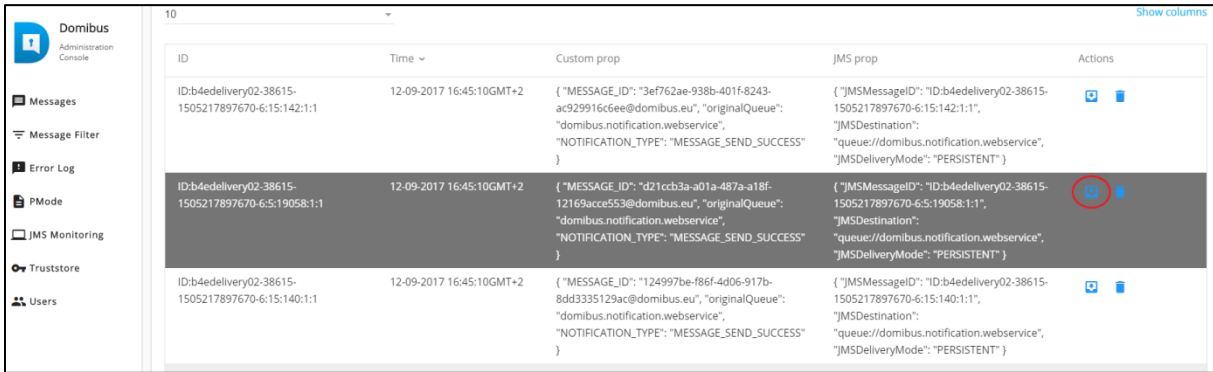 Domibus
Administration
Console
Messages
Message Filter
Error Log
PMode
JMS Monitoring
Truststore
Users
10
Show columns
ID
Time
Custom prop
JMS prop
Actions
ID:b4edelivery02-38615-
1505217897670-6:15:142:1:1
12-09-2017 16:45:10GMT+2
{ "MESSAGE_ID": "3ef762ae-938b-401f-8243-
ac929916c6ee@domibus.eu", "originalQueue":
"domibus.notification.webservice",
"NOTIFICATION_TYPE": "MESSAGE_SEND_SUCCESS"
}
{ "JMSMessageID": "ID:b4edelivery02-38615-
1505217897670-6:15:142:1:1",
"JMSDestination":
"queue://domibus.notification.webservice",
"JMSDeliveryMode": "PERSISTENT" }
ID:b4edelivery02-38615-
1505217897670-6:5:19058:1:1
12-09-2017 16:45:10GMT+2
{ "MESSAGE_ID": "d21ccb3a-a01a-487a-a18f-
12169acce553@domibus.eu", "originalQueue":
"domibus.notification.webservice",
"NOTIFICATION_TYPE": "MESSAGE_SEND_SUCCESS"
}
{ "JMSMessageID": "ID:b4edelivery02-38615-
1505217897670-6:5:19058:1:1",
"JMSDestination":
"queue://domibus.notification.webservice",
"JMSDeliveryMode": "PERSISTENT" }
ID:b4edelivery02-38615-
1505217897670-6:15:140:1:1
12-09-2017 16:45:10GMT+2
{ "MESSAGE_ID": "124997be-f86f-4d06-917b-
8dd3335129ac@domibus.eu", "originalQueue":
"domibus.notification.webservice",
"NOTIFICATION_TYPE": "MESSAGE_SEND_SUCCESS"
}
{ "JMSMessageID": "ID:b4edelivery02-38615-
1505217897670-6:15:140:1:1",
"JMSDestination":
"queue://domibus.notification.webservice",
"JMSDeliveryMode": "PERSISTENT" }